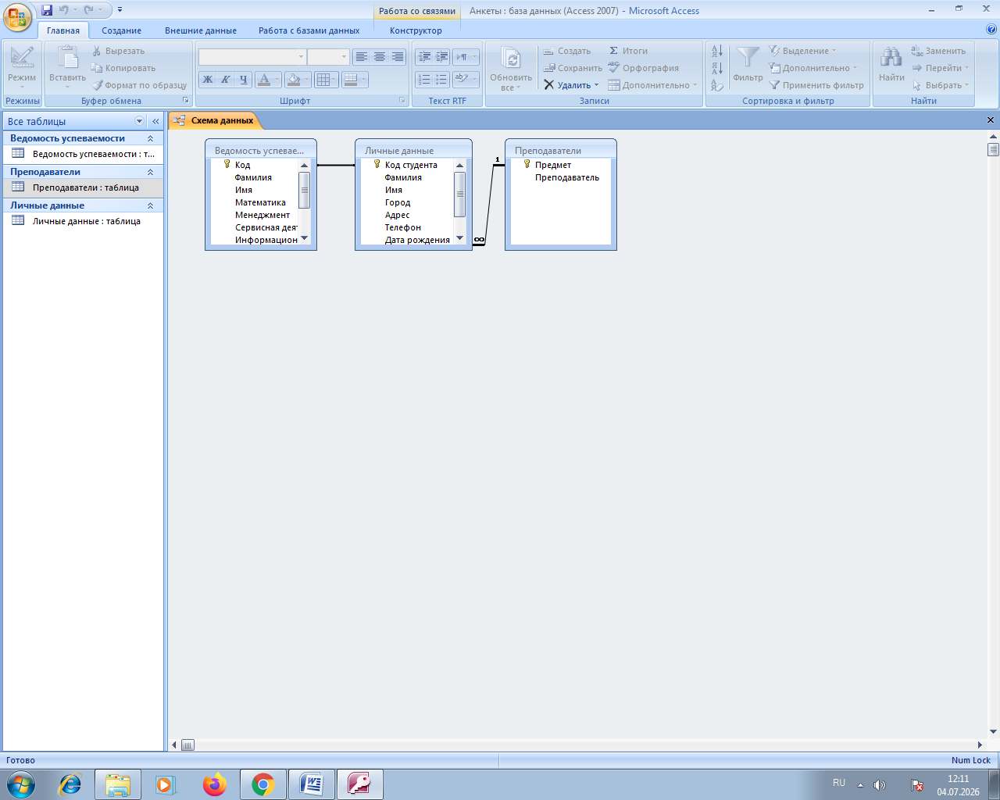 Работа со связями
Анкеты : база данных (Access 2007) - Microsoft Access
Главная
Создание
Внешние данные
Работа с базами данных
Конструктор
Режим
Режимы
Вставить
Вырезать
Копировать
Формат по образцу
Буфер обмена
Ж К Ч
Шрифт
Текст RTF
Обновить
все
Создать
Сохранить
Удалить
Итоги
Орфография
Дополнительно
Записи
Фильтр
Выделение
Дополнительно
Применить фильтр
Сортировка и фильтр
Найти
Заменить
Перейти
Выбрать
Найти
Все таблицы
Ведомость успеваемости
Ведомость успеваемости : т...
Преподаватели
Преподаватели : таблица
Личные данные
Личные данные : таблица
Схема данных
Ведомость успевае...
Код
Фамилия
Имя
Математика
Менеджмент
Сервисная дея
Информацион
Личные данные
Код студента
Фамилия
Имя
Город
Адрес
Телефон
Дата рождения
∞
1
Преподаватели
Предмет
Преподаватель
Готово
Num Lock
RU
12:11
04.07.2026